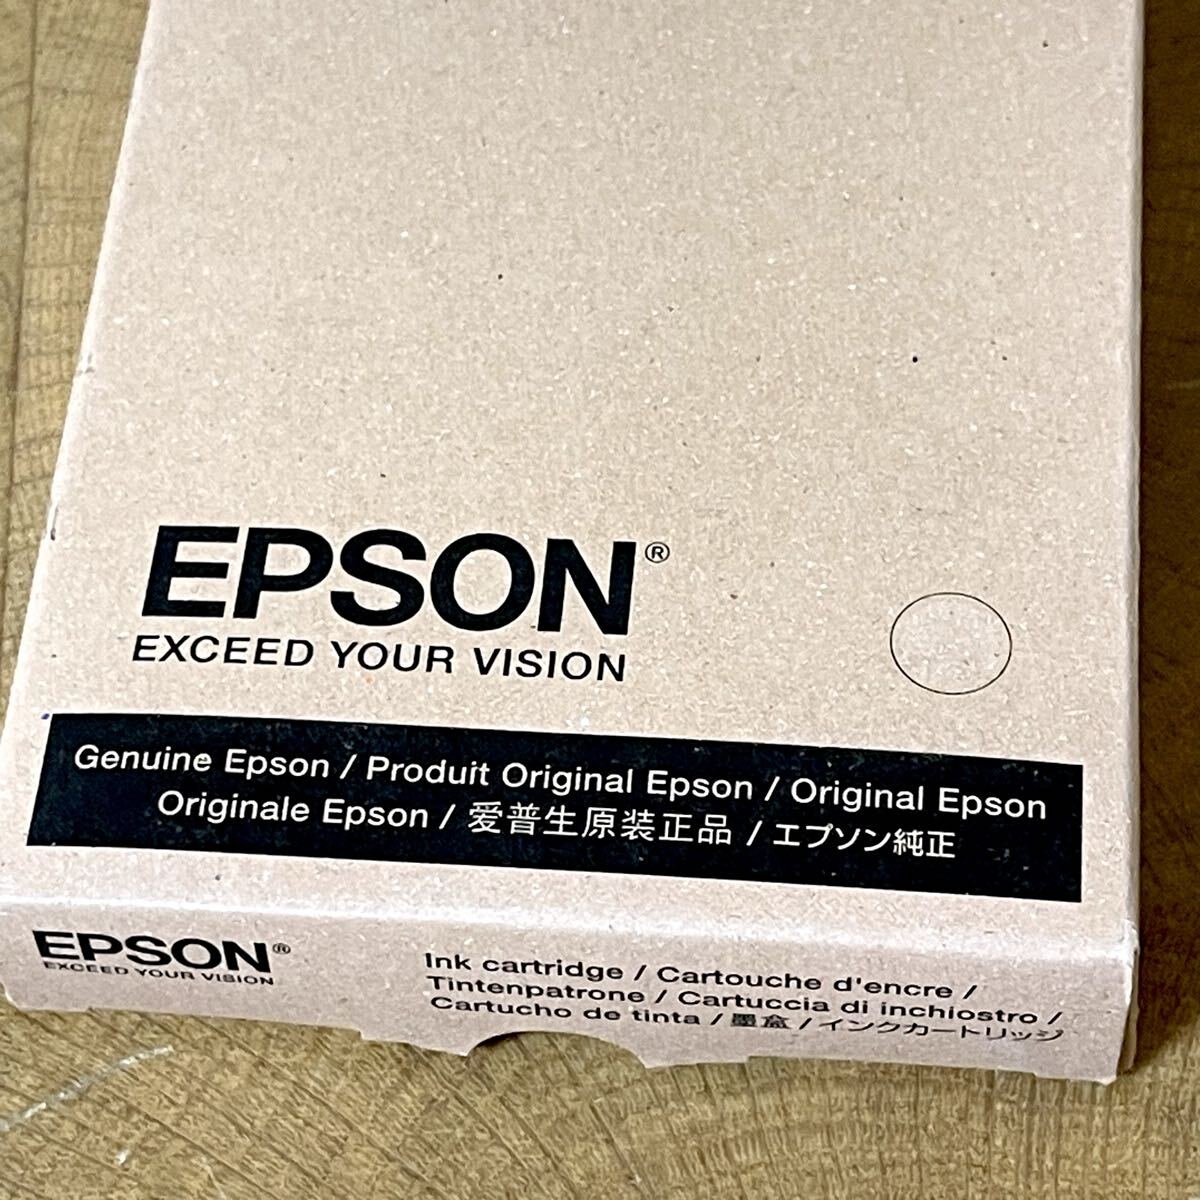 EPSON®
EXCEED YOUR VISION
Genuine Epson / Produit Original Epson / Original Epson
Originale Epson / 爱普生原装正品 / エプソン純正
EPSON®
EXCEED YOUR VISION
Ink cartridge / Cartouche d'encre /
Tintenpatrone / Cartuccia di inchiostro /
Cartucho de tinta / 墨盒 / インクカートリッジ